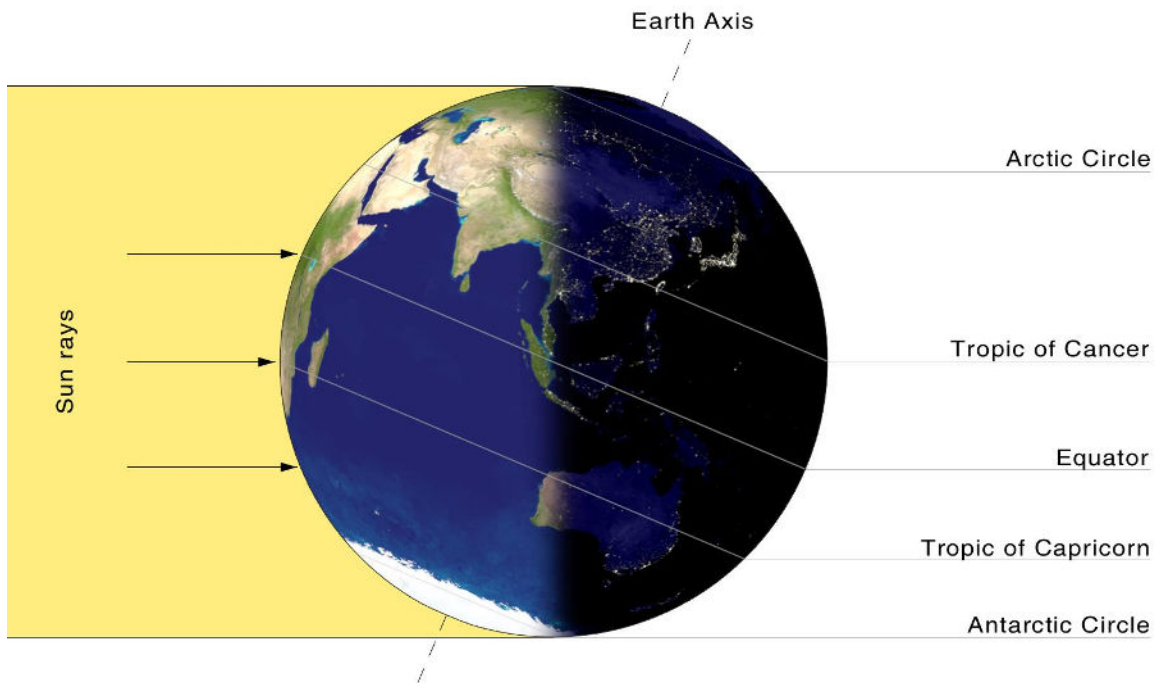 Earth Axis
Arctic Circle
Sun rays
Tropic of Cancer
Equator
Tropic of Capricorn
Antarctic Circle